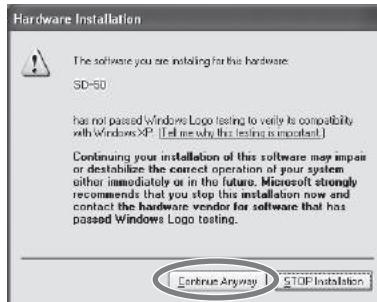 Hardware Installation
The software you are installing for this hardware:
SD-50
has not passed Windows Logo testing to verify its compatibility
with Windows XP. (Tell me why this testing is important.)
Continuing your installation of this software may impair
or destabilize the correct operation of your system
either immediately or in the future. Microsoft strongly
recommends that you stop this installation now and
contact the hardware vendor for software that has
passed Windows Logo testing.
Continue Anyway STOP Installation